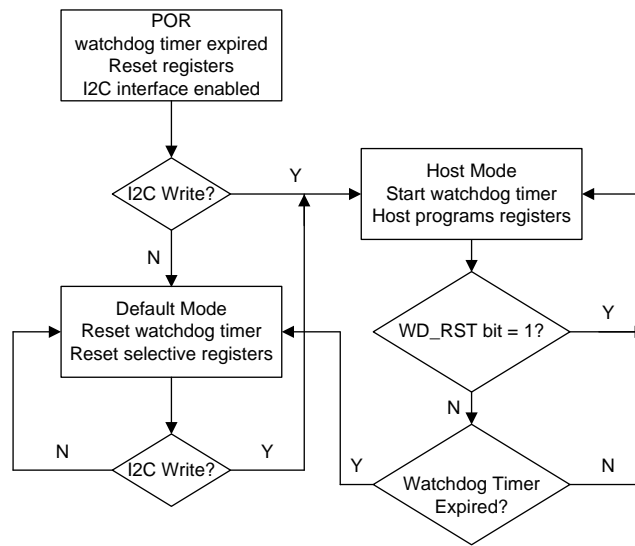 POR
watchdog timer expired
Reset registers
I2C interface enabled
I2C Write?
Y
N
Host Mode
Start watchdog timer
Host programs registers
Default Mode
Reset watchdog timer
Reset selective registers
WD_RST bit = 1?
Y
N
I2C Write?
N
Y
Watchdog Timer
Expired?
Y
N